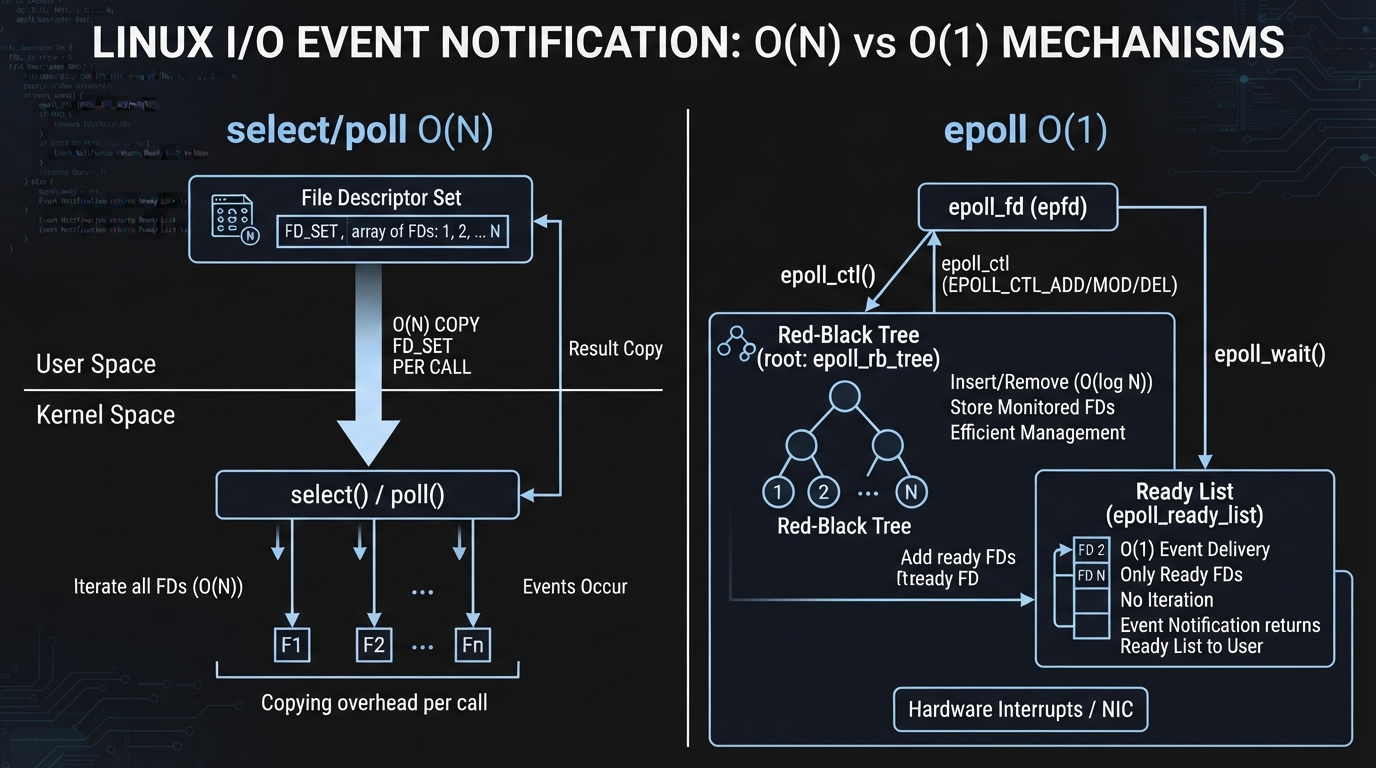 LINUX I/O EVENT NOTIFICATION: O(N) vs O(1) MECHANISMS
select/poll O(N)
File Descriptor Set
N
FD_SET, array of FDs: 1, 2, ... N
O(N) COPY
FD_SET
PER CALL
Result Copy
User Space
Kernel Space
select() / poll()
Iterate all FDs (O(N))
...
Events Occur
F1
F2
...
Fn
Copying overhead per call
epoll O(1)
epoll_fd (epfd)
epoll_ctl()
epoll_ctl
(EPOLL_CTL_ADD/MOD/DEL)
epoll_wait()
Red-Black Tree
(root: epoll_rb_tree)
Insert/Remove (O(log N))
Store Monitored FDs
Efficient Management
1
2
...
N
Red-Black Tree
Add ready FDs
ready FD
Ready List
(epoll_ready_list)
FD 2
O(1) Event Delivery
FD N
Only Ready FDs
No Iteration
Event Notification returns
Ready List to User
Hardware Interrupts / NIC